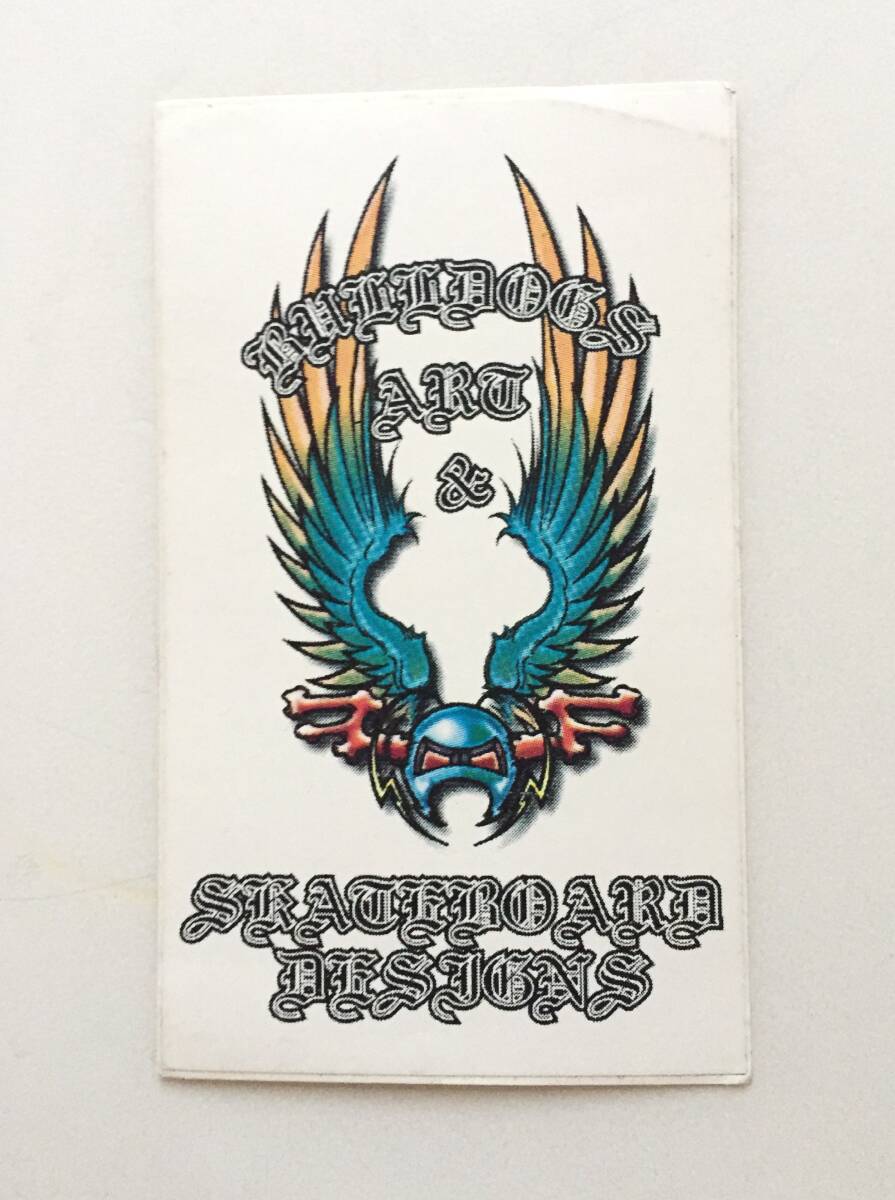 BULLDOGS
ART
&
SKATEBOARD
DESIGNS